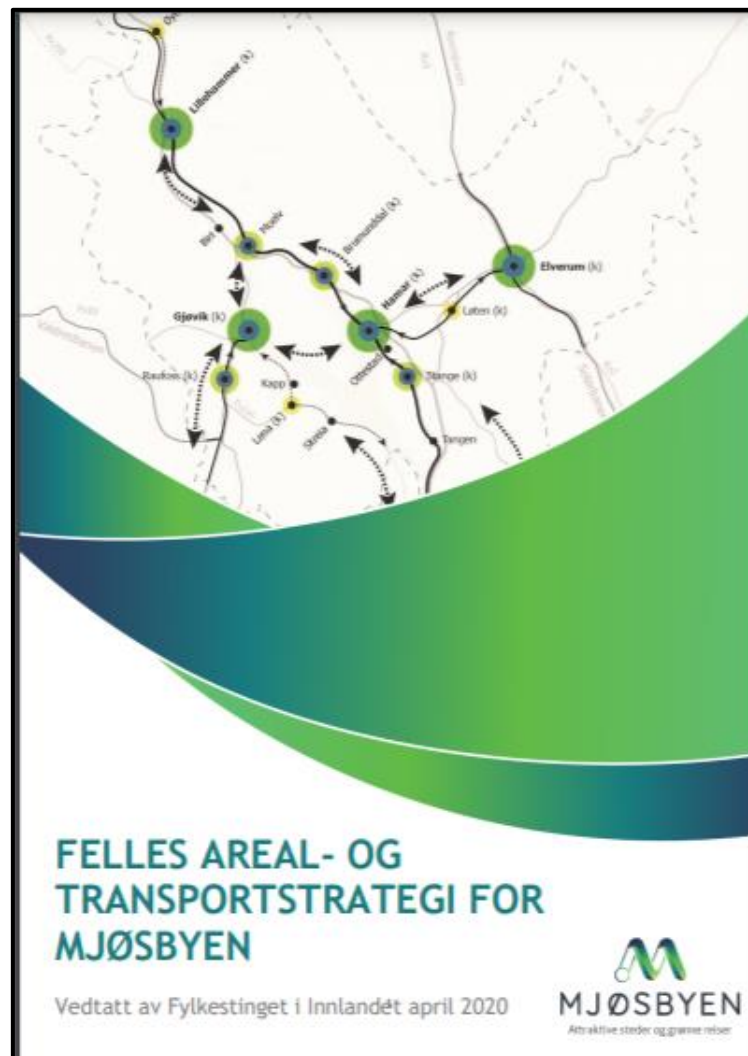 Lillehammer (k)
Moelv
Biri
Brumunddal (k)
Hamar (k)
Elverum (k)
Løten (k)
Gjøvik (k)
Raufoss (k)
Kapp
Ottestad
Stange (k)
Lena (k)
Skreia
Tangen
FELLES AREAL- OG
TRANSPORTSTRATEGI FOR
MJØSBYEN
Vedtatt av Fylkestinget i Innlandet april 2020
MJØSBYEN
Attraktive steder og grønne reiser